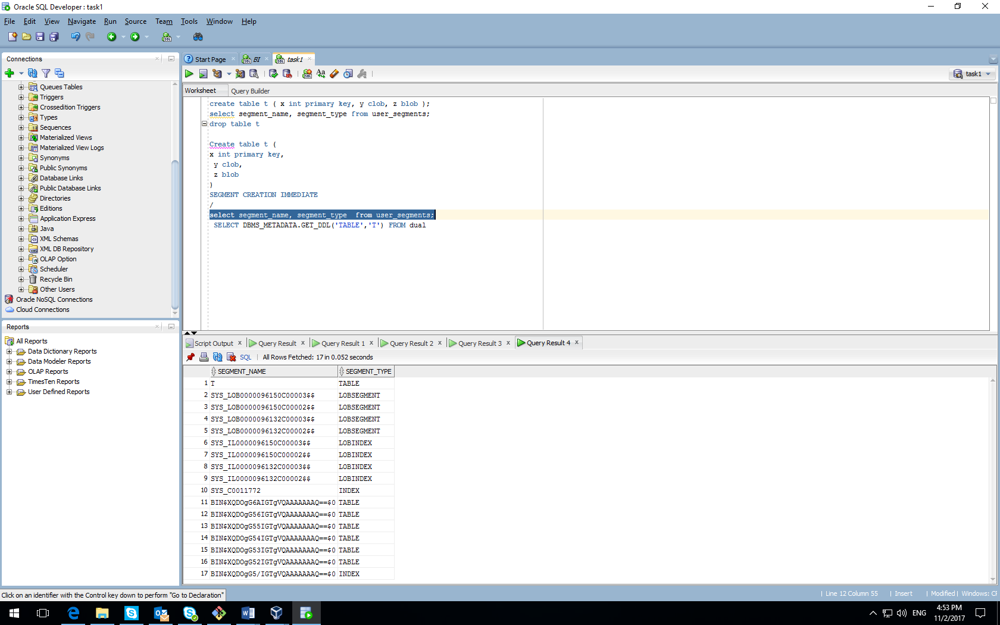 Oracle SQL Developer : task1
File Edit View Navigate Run Source Team Tools Window Help
Connections
Queues Tables
Triggers
Crossedition Triggers
Types
Sequences
Materialized Views
Materialized View Logs
Synonyms
Public Synonyms
Database Links
Public Database Links
Directories
Editions
Application Express
Java
XML Schemas
XML DB Repository
OLAP Option
Scheduler
Recycle Bin
Other Users
Oracle NoSQL Connections
Cloud Connections
Reports
All Reports
Data Dictionary Reports
Data Modeler Reports
OLAP Reports
TimesTen Reports
User Defined Reports
Start Page BI task1
task1
Worksheet Query Builder
create table t ( x int primary key, y clob, z blob );
select segment_name, segment_type from user_segments;
drop table t
Create table t (
x int primary key,
y clob,
z blob
)
SEGMENT CREATION IMMEDIATE
/
select segment_name, segment_type  from user_segments;
SELECT DBMS_METADATA.GET_DDL('TABLE','T') FROM dual
Script Output Query Result Query Result 1 Query Result 2 Query Result 3 Query Result 4
SQL All Rows Fetched: 17 in 0.052 seconds
SEGMENT_NAME SEGMENT_TYPE
1 T TABLE
2 SYS_LOB0000096150C00003$$ LOBSEGMENT
3 SYS_LOB0000096150C00002$$ LOBSEGMENT
4 SYS_LOB0000096132C00003$$ LOBSEGMENT
5 SYS_LOB0000096132C00002$$ LOBSEGMENT
6 SYS_IL0000096150C00003$$ LOBINDEX
7 SYS_IL0000096150C00002$$ LOBINDEX
8 SYS_IL0000096132C00003$$ LOBINDEX
9 SYS_IL0000096132C00002$$ LOBINDEX
10 SYS_C0011772 INDEX
11 BIN$XQDOgG6AIGTgVQAAAAAAAQ==$0 TABLE
12 BIN$XQDOgG56IGTgVQAAAAAAAQ==$0 TABLE
13 BIN$XQDOgG55IGTgVQAAAAAAAQ==$0 TABLE
14 BIN$XQDOgG54IGTgVQAAAAAAAQ==$0 TABLE
15 BIN$XQDOgG53IGTgVQAAAAAAAQ==$0 TABLE
16 BIN$XQDOgG52IGTgVQAAAAAAAQ==$0 TABLE
17 BIN$XQDOgG5/IGTgVQAAAAAAAQ==$0 INDEX
Click on an identifier with the Control key down to perform "Go to Declaration"
Line 12 Column 55 Insert Modified Windows: CF
ENG
4:53 PM
11/2/2017